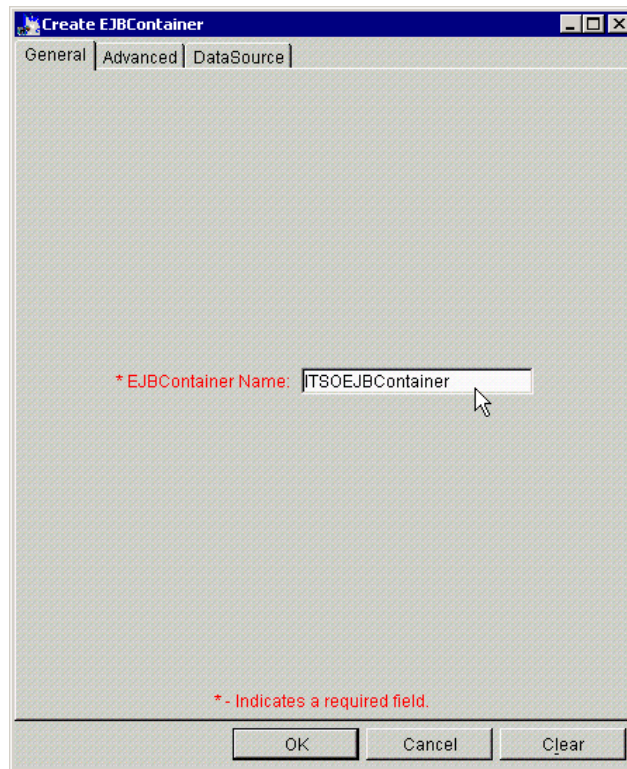 Create EJBContainer
General Advanced DataSource
* EJBContainer Name: ITSOEJBContainer
* - Indicates a required field.
OK Cancel Clear